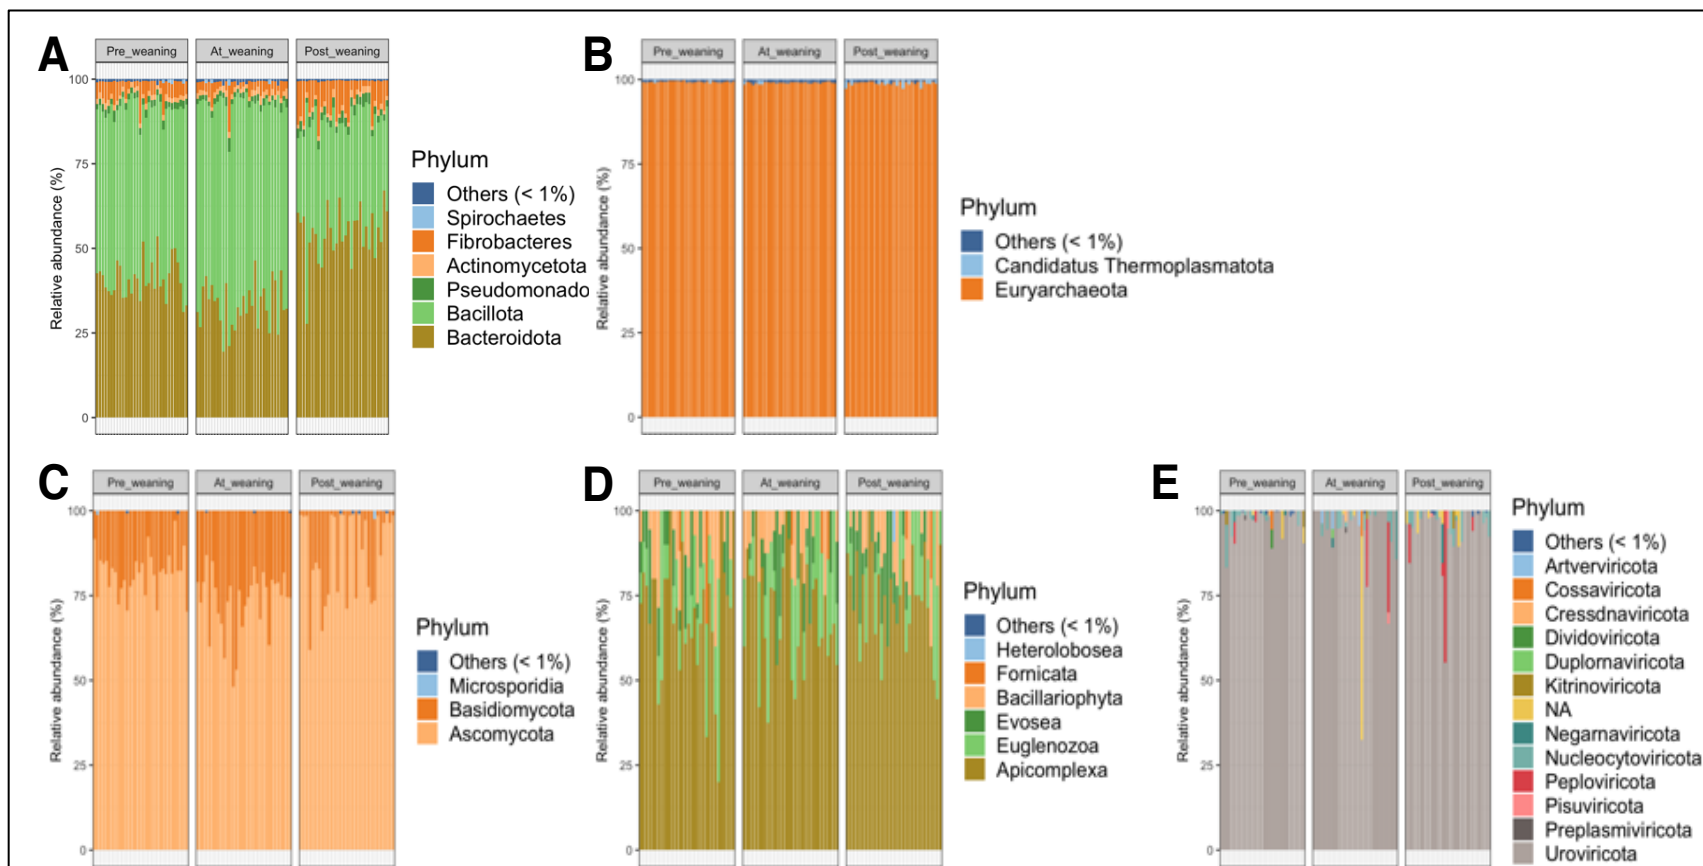 A
Pre_weaning At_weaning Post_weaning
Relative abundance (%)
100
75
50
25
0
Phylum
Others (< 1%)
Spirochaetes
Fibrobacteres
Actinomycetota
Pseudomonado
Bacillota
Bacteroidota
B
Pre_weaning At_weaning Post_weaning
Relative abundance (%)
100
75
50
25
0
Phylum
Others (< 1%)
Candidatus Thermoplasmatota
Euryarchaeota
C
Pre_weaning At_weaning Post_weaning
Relative abundance (%)
100
75
50
25
0
Phylum
Others (< 1%)
Microsporidia
Basidiomycota
Ascomycota
D
Pre_weaning At_weaning Post_weaning
Relative abundance (%)
100
75
50
25
0
Phylum
Others (< 1%)
Heterolobosea
Fornicata
Bacillariophyta
Evosea
Euglenozoa
Apicomplexa
E
Pre_weaning At_weaning Post_weaning
Relative abundance (%)
100
75
50
25
0
Phylum
Others (< 1%)
Artverviricota
Cossaviricota
Cressdnaviricota
Dividoviricota
Duplornaviricota
Kitrinoviricota
NA
Negarnaviricota
Nucleocytoviricota
Peploviricota
Pisuviricota
Preplasmiviricota
Uroviricota